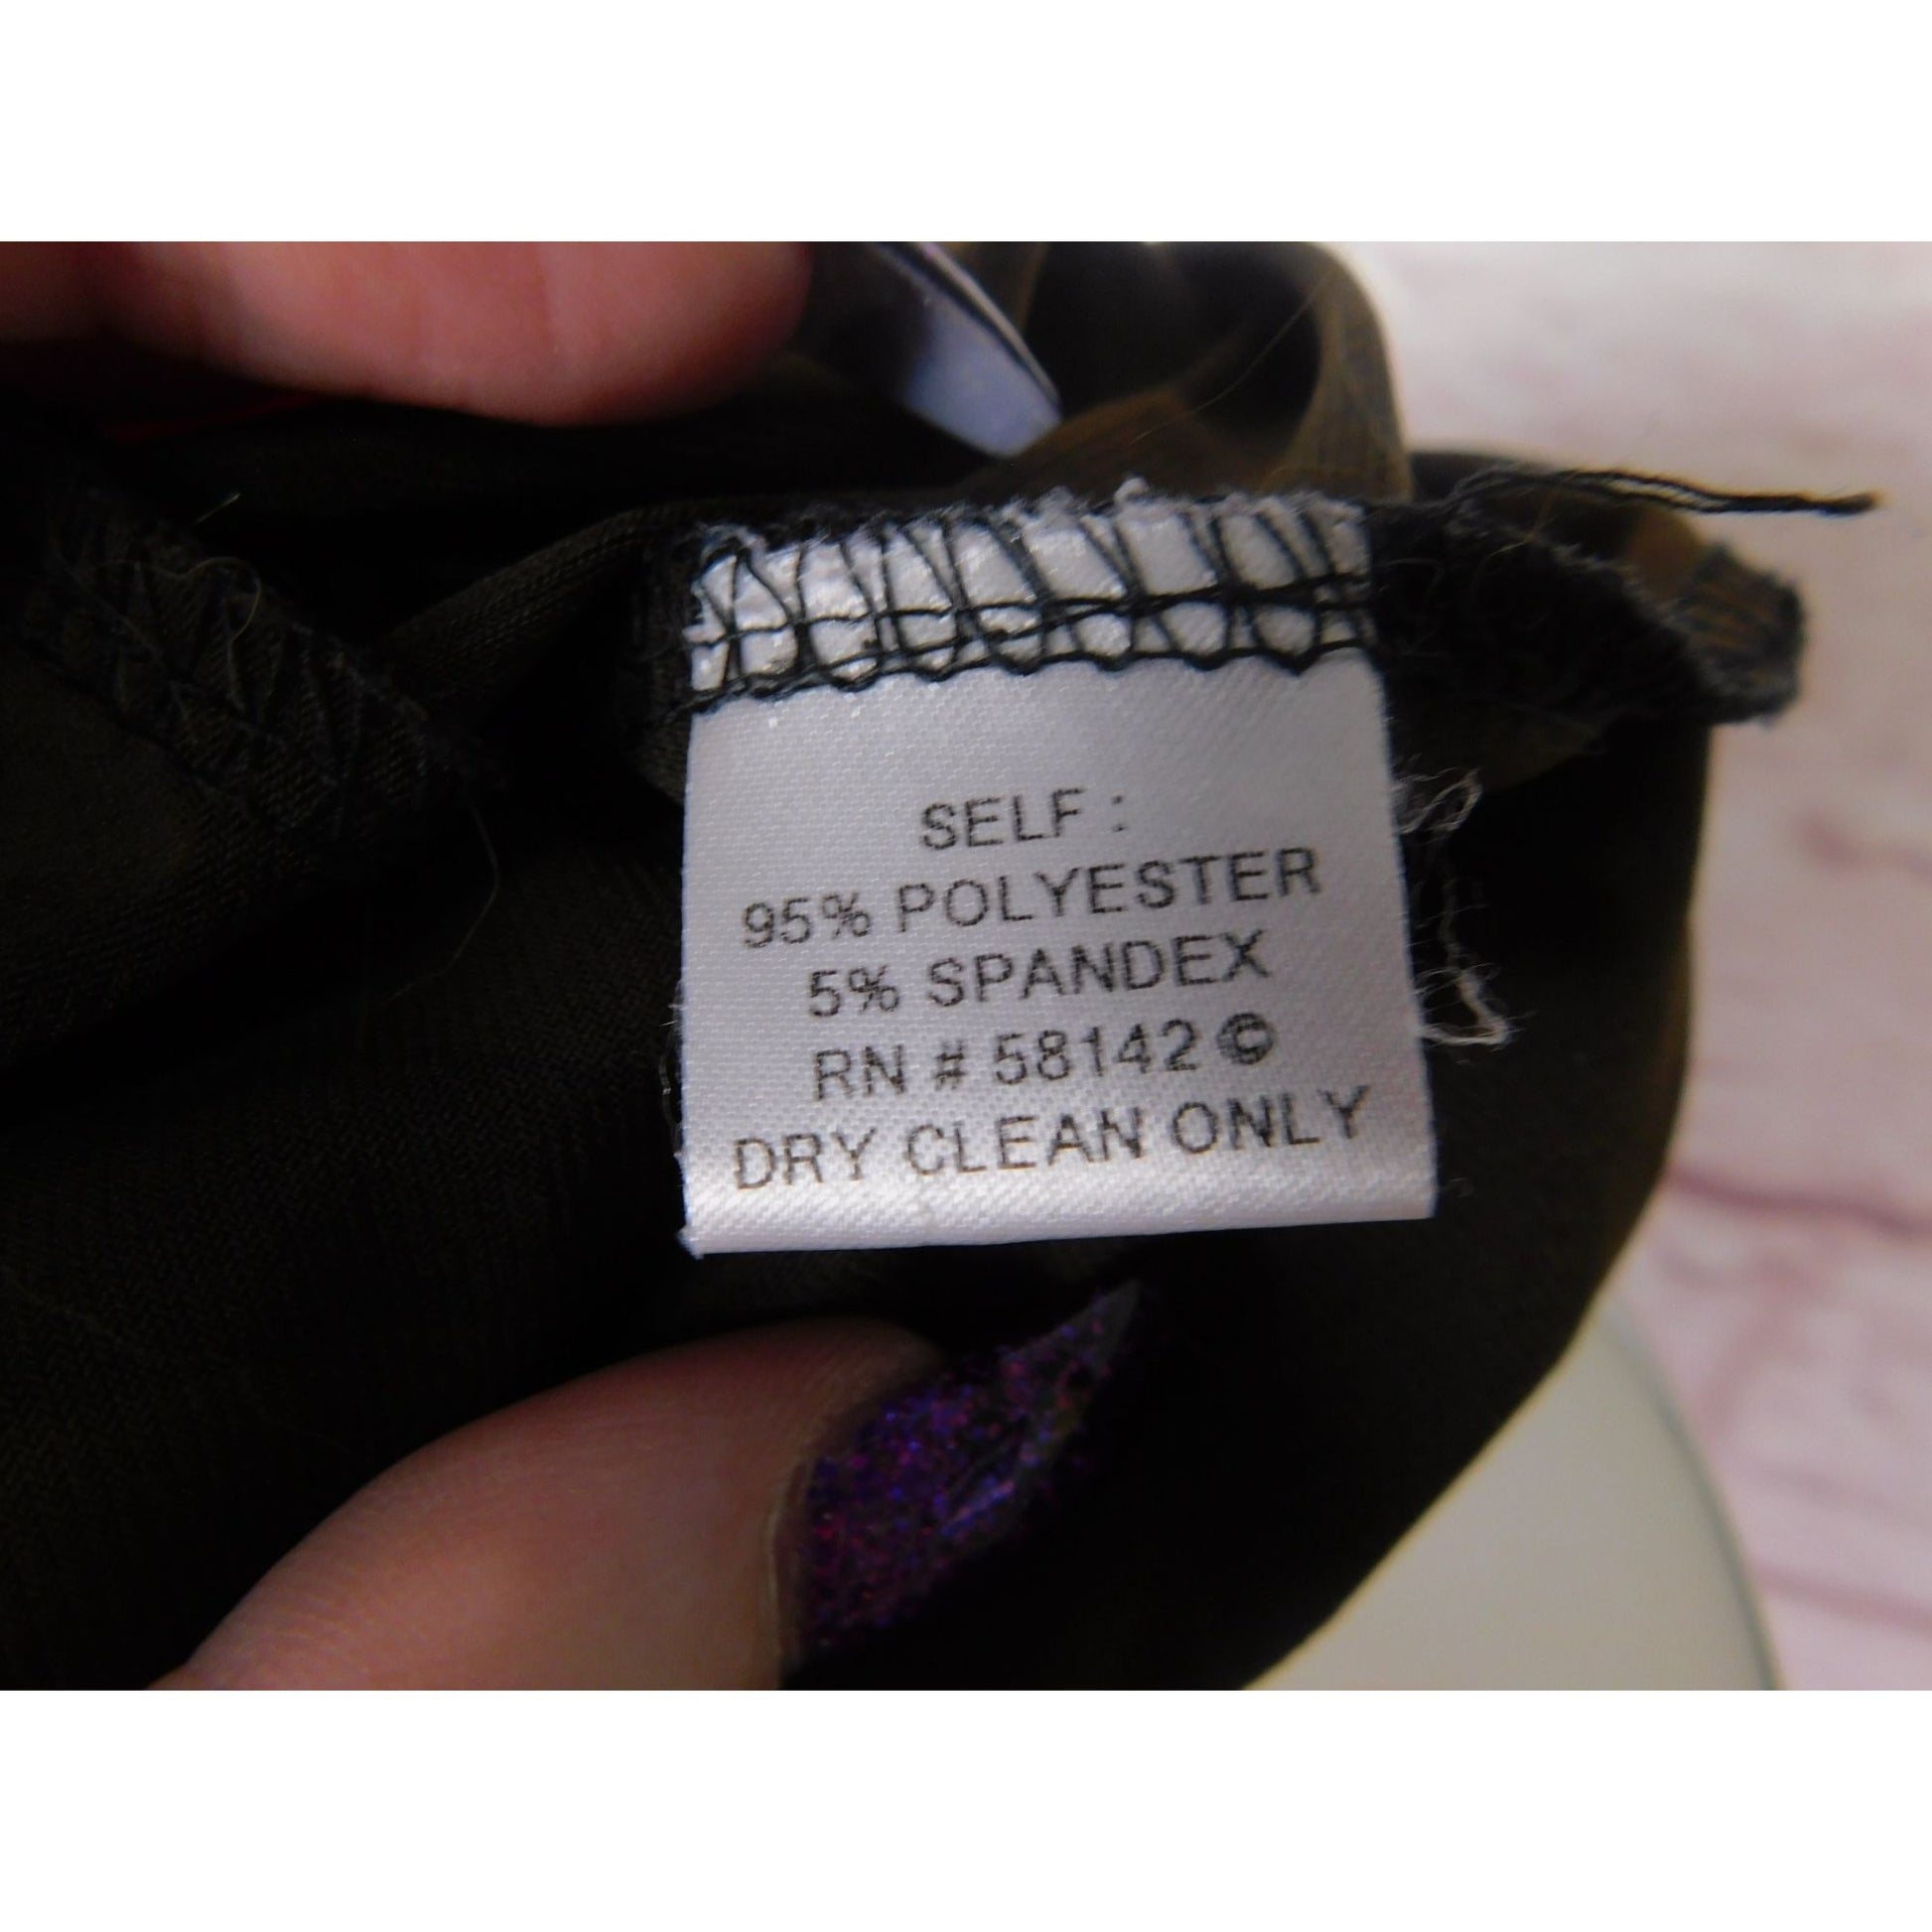 SELF :
95% POLYESTER
5% SPANDEX
RN # 58142 ©
DRY CLEAN ONLY